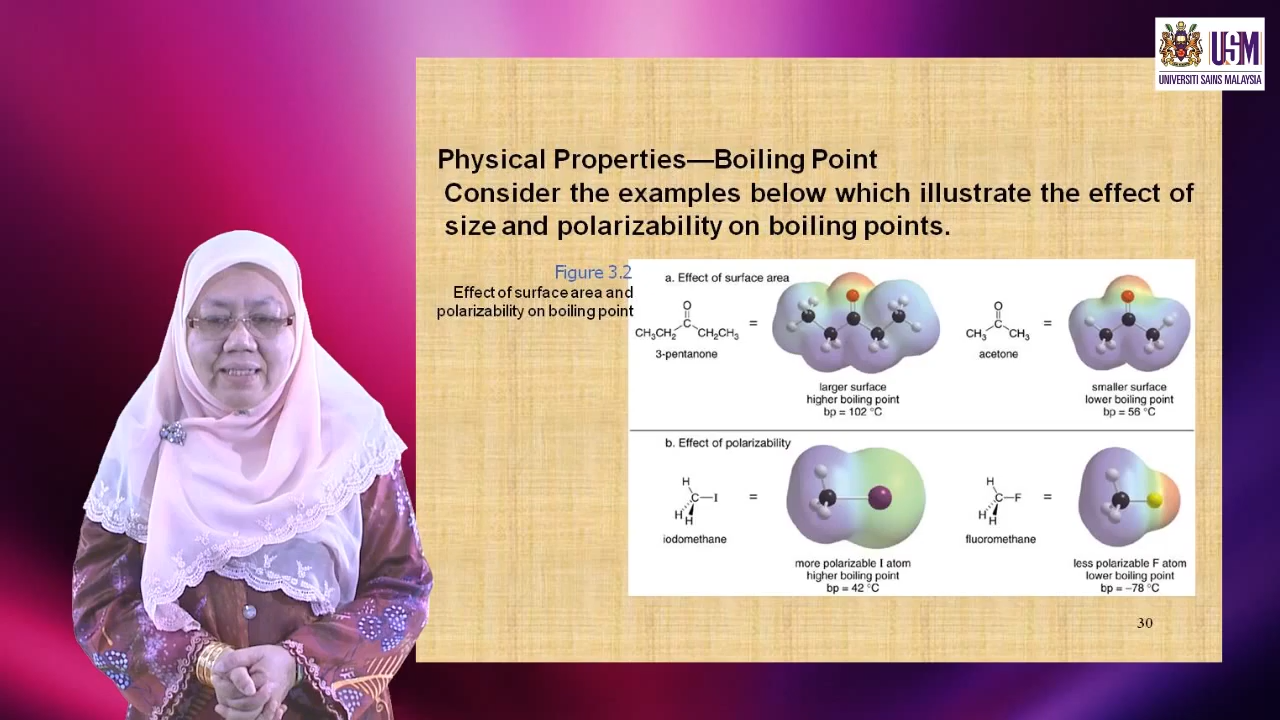 USM
UNIVERSITI SAINS MALAYSIA
Physical Properties—Boiling Point
Consider the examples below which illustrate the effect of
size and polarizability on boiling points.
Figure 3.2
Effect of surface area and
polarizability on boiling point
a. Effect of surface area
O
CH₃CH₂ C CH₂CH₃
=
3-pentanone
larger surface
higher boiling point
bp = 102 °C
O
CH₃ C CH₃
=
acetone
smaller surface
lower boiling point
bp = 56 °C
b. Effect of polarizability
H
C—I
H
H
=
iodomethane
more polarizable I atom
higher boiling point
bp = 42 °C
H
C—F
H
H
=
fluoromethane
less polarizable F atom
lower boiling point
bp = –78 °C
30